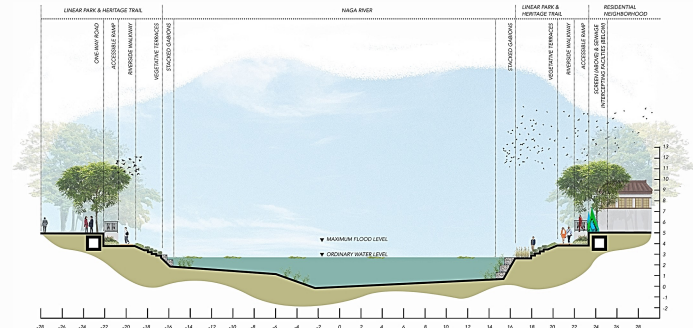 LINEAR PARK & HERITAGE TRAIL
NAGA RIVER
LINEAR PARK &
HERITAGE TRAIL
RESIDENTIAL
NEIGHBORHOOD
ONE-WAY ROAD
ACCESSIBLE RAMP
RIVERSIDE WALKWAY
VEGETATIVE TERRACES
STACKED GABIONS
STACKED GABIONS
VEGETATIVE TERRACES
RIVERSIDE WALKWAY
ACCESSIBLE RAMP
SCREEN (ABOVE) & SEWAGE
INTERCEPTING FACILTIES (BELOW)
▼ MAXIMUM FLOOD LEVEL
▼ ORDINARY WATER LEVEL
13
12
11
10
9
8
7
6
5
4
3
2
1
0
-1
-2
-28 -26 -24 -22 -20 -18 -16 -14 -12 -10 -8 -6 -4 -2 0 2 4 6 8 10 12 14 16 18 20 22 24 26 28